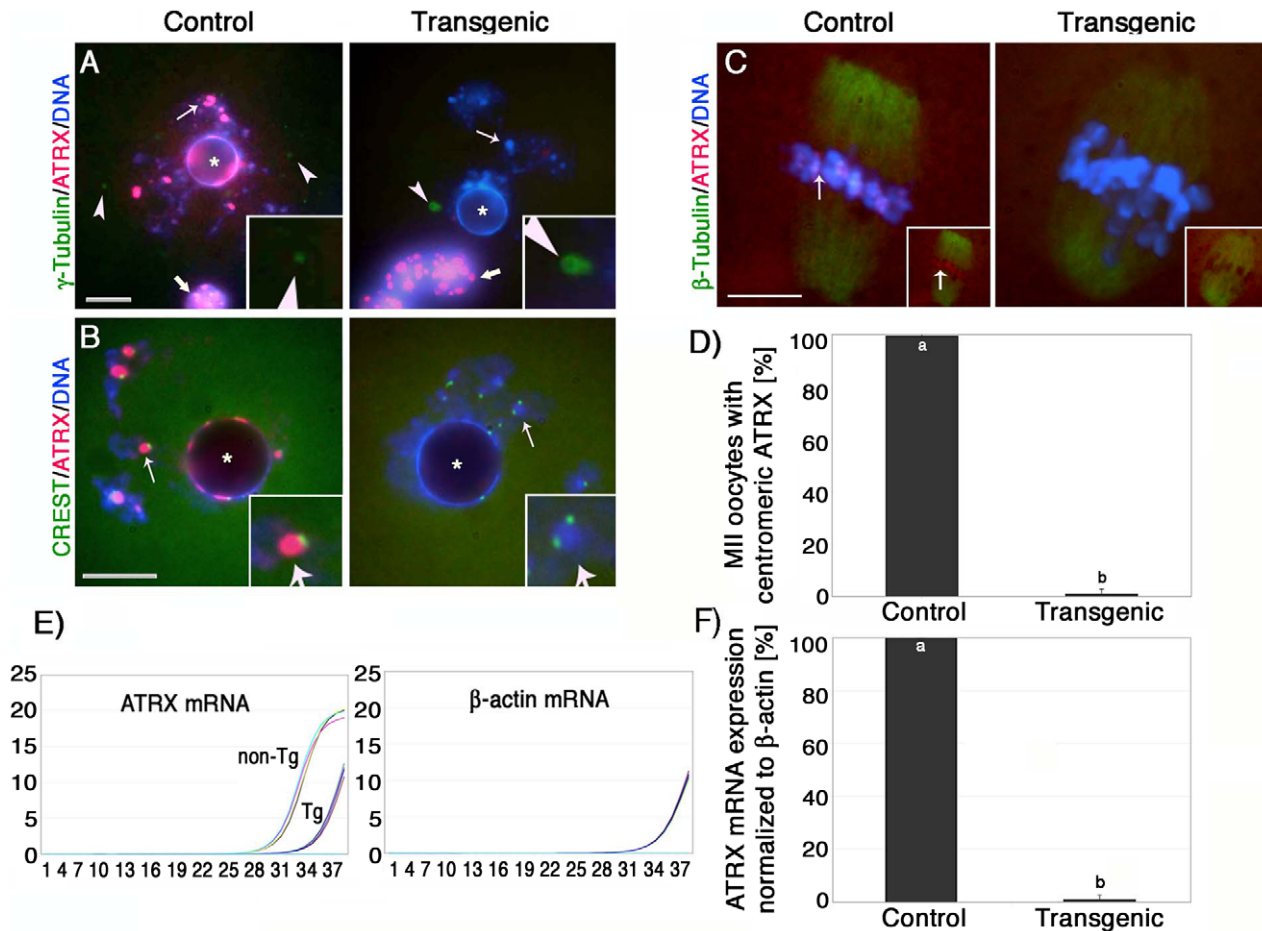 Control Transgenic Control Transgenic
A
γ-Tubulin/ATRX/DNA
*
*
B
CREST/ATRX/DNA
*
*
C
β-Tubulin/ATRX/DNA
D)
MII oocytes with
centromeric ATRX [%]
100
80
60
40
20
0
a
b
Control Transgenic
E)
25
20
15
10
5
0
ATRX mRNA
non-Tg
Tg
1 4 7 10 13 16 19 22 25 28 31 34 37
25
20
15
10
5
0
β-actin mRNA
1 4 7 10 13 16 19 22 25 28 31 34 37
F)
ATRX mRNA expression
normalized to β-actin [%]
100
80
60
40
20
0
a
b
Control Transgenic